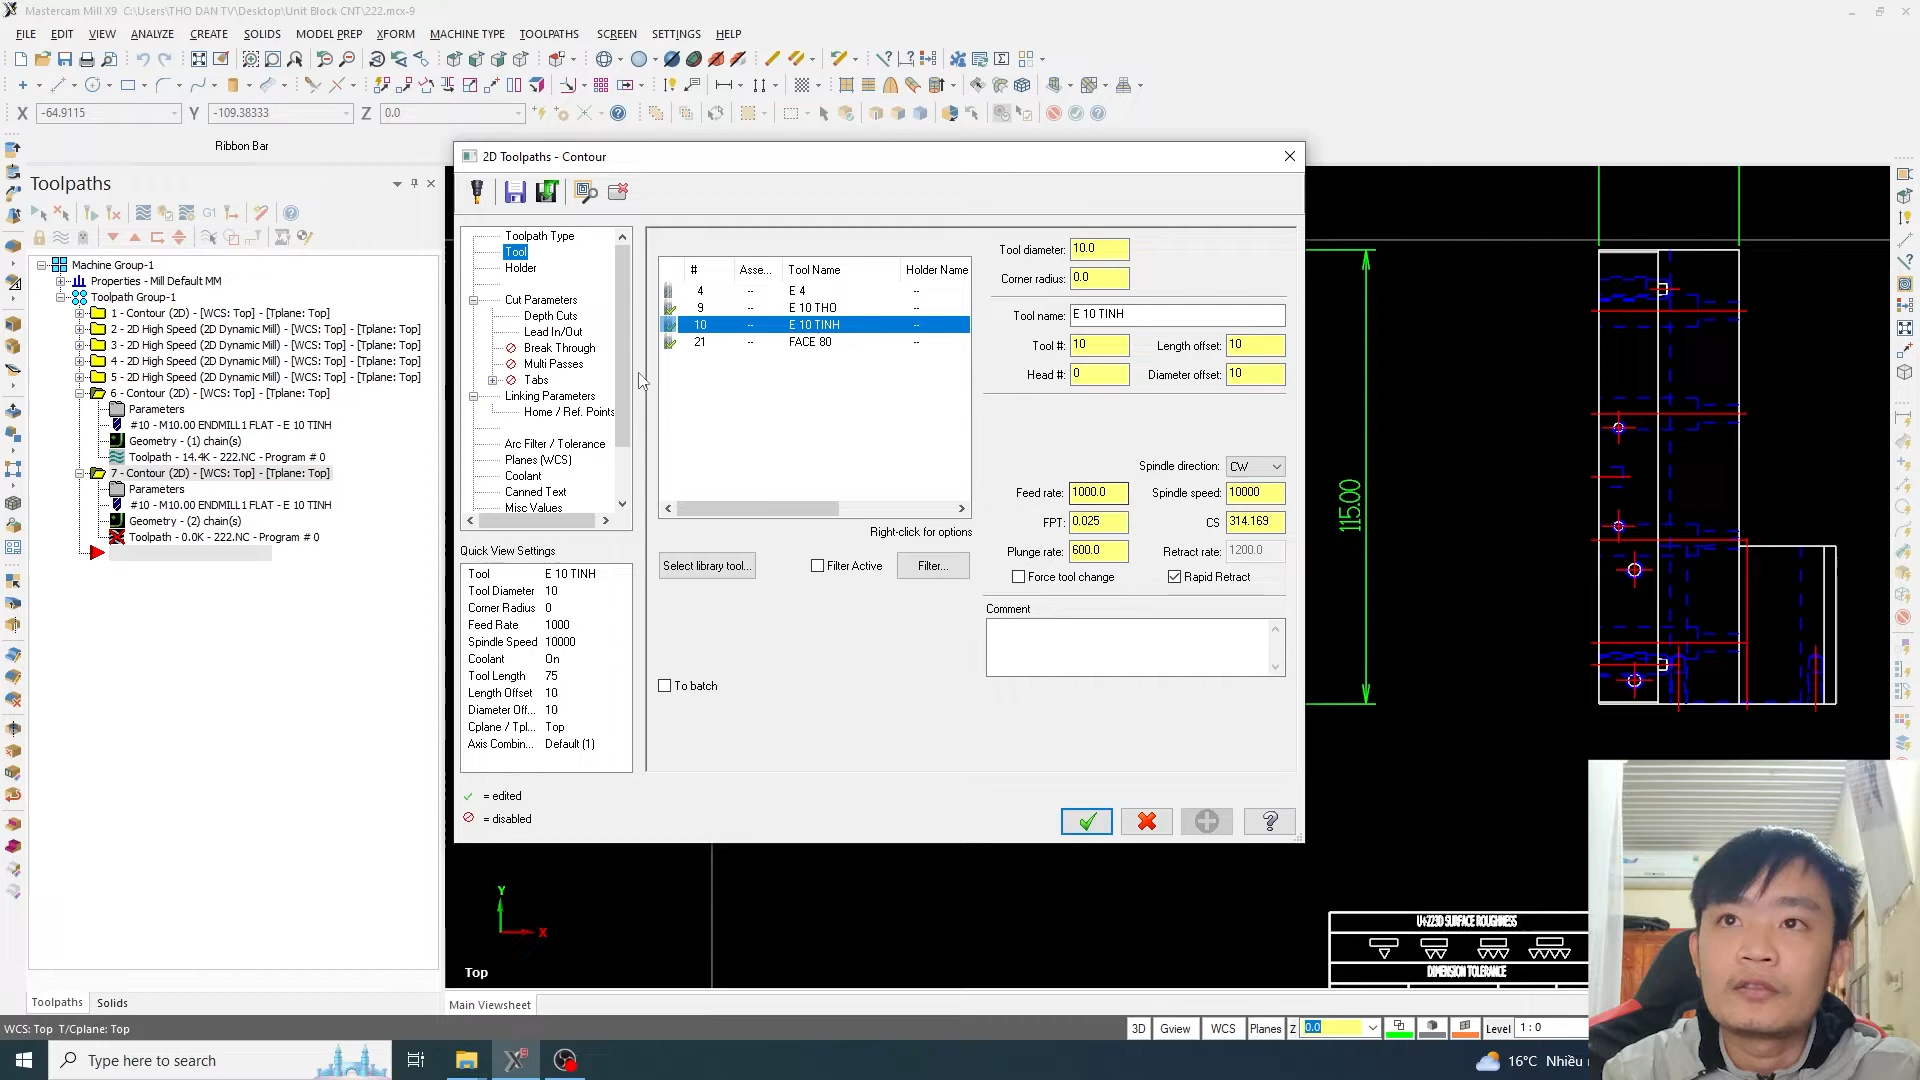 Mastercam Mill X9  C:\Users\THO DAN TV\Desktop\Unit Block CNT\222.mcx-9
FILE EDIT VIEW ANALYZE CREATE SOLIDS MODEL PREP XFORM MACHINE TYPE TOOLPATHS SCREEN SETTINGS HELP
X -64.9115 Y -109.38333 Z 0.0
Ribbon Bar
Toolpaths
G1
Machine Group-1
Properties - Mill Default MM
Toolpath Group-1
1 - Contour (2D) - [WCS: Top] - [Tplane: Top]
2 - 2D High Speed (2D Dynamic Mill) - [WCS: Top] - [Tplane: Top]
3 - 2D High Speed (2D Dynamic Mill) - [WCS: Top] - [Tplane: Top]
4 - 2D High Speed (2D Dynamic Mill) - [WCS: Top] - [Tplane: Top]
5 - 2D High Speed (2D Dynamic Mill) - [WCS: Top] - [Tplane: Top]
6 - Contour (2D) - [WCS: Top] - [Tplane: Top]
Parameters
#10 - M10.00 ENDMILL1 FLAT - E 10 TINH
Geometry - (1) chain(s)
Toolpath - 14.4K - 222.NC - Program # 0
7 - Contour (2D) - [WCS: Top] - [Tplane: Top]
Parameters
#10 - M10.00 ENDMILL1 FLAT - E 10 TINH
Geometry - (2) chain(s)
Toolpath - 0.0K - 222.NC - Program # 0
Toolpaths Solids
2D Toolpaths - Contour
Toolpath Type
Tool
Holder
Cut Parameters
Depth Cuts
Lead In/Out
Break Through
Multi Passes
Tabs
Linking Parameters
Home / Ref. Points
Arc Filter / Tolerance
Planes (WCS)
Coolant
Canned Text
Misc Values
Quick View Settings
Tool E 10 TINH
Tool Diameter 10
Corner Radius 0
Feed Rate 1000
Spindle Speed 10000
Coolant On
Tool Length 75
Length Offset 10
Diameter Off... 10
Cplane / Tpl... Top
Axis Combin... Default (1)
= edited
= disabled
# Asse... Tool Name Holder Name
4 -- E 4 --
9 -- E 10 THO --
10 -- E 10 TINH --
21 -- FACE 80 --
Right-click for options
Select library tool... Filter Active Filter...
To batch
Tool diameter: 10.0
Corner radius: 0.0
Tool name: E 10 TINH
Tool #: 10 Length offset: 10
Head #: 0 Diameter offset: 10
Spindle direction: CW
Feed rate: 1000.0 Spindle speed: 10000
FPT: 0.025 CS 314.169
Plunge rate: 600.0 Retract rate: 1200.0
Force tool change Rapid Retract
Comment
115.00
Y
X
Top
DIMENSION TOLERANCE
Main Viewsheet
WCS: Top  T/Cplane: Top
3D Gview WCS Planes Z 0.0 Level 1 : 0
Type here to search
16°C